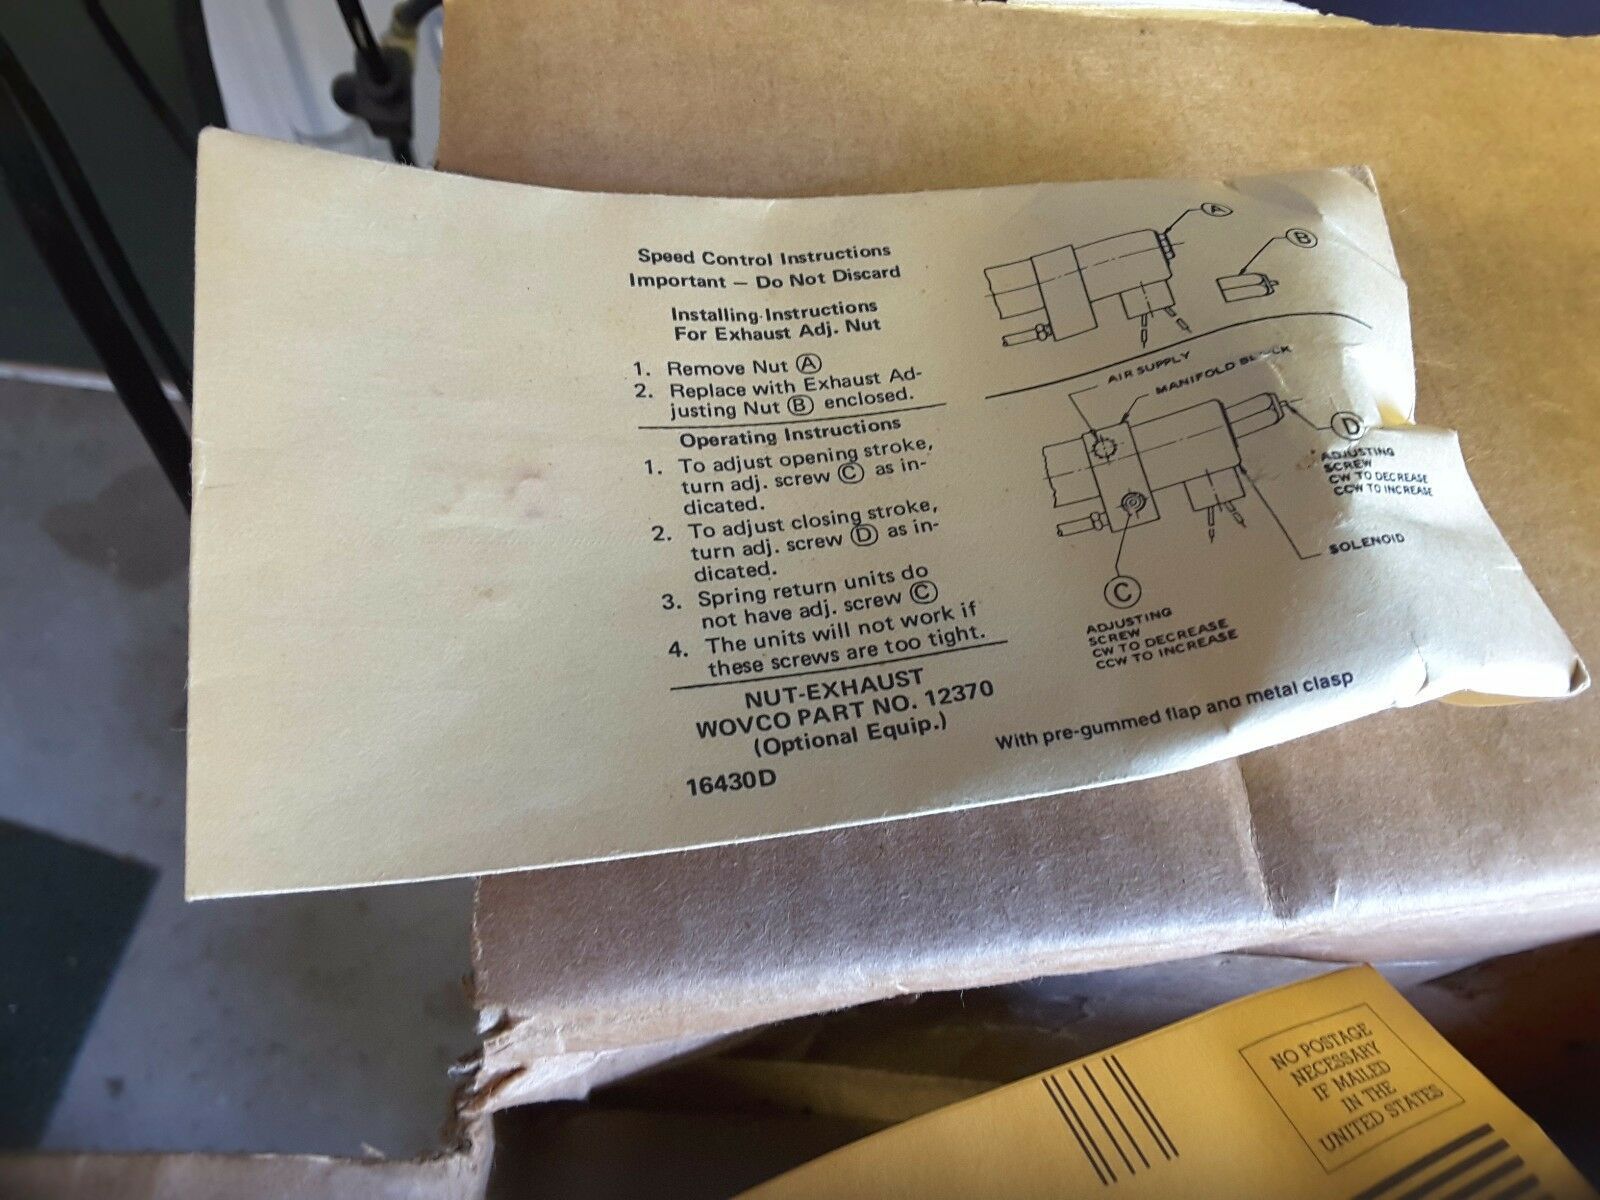 Speed Control Instructions
Important – Do Not Discard
Installing Instructions
For Exhaust Adj. Nut
1. Remove Nut Ⓐ
2. Replace with Exhaust Ad-
justing Nut Ⓑ enclosed.
Operating Instructions
1. To adjust opening stroke,
turn adj. screw Ⓒ as in-
dicated.
2. To adjust closing stroke,
turn adj. screw Ⓓ as in-
dicated.
3. Spring return units do
not have adj. screw Ⓒ
4. The units will not work if
these screws are too tight.
NUT-EXHAUST
WOVCO PART NO. 12370
(Optional Equip.)
16430D
Ⓐ
Ⓑ
AIR SUPPLY
MANIFOLD BLOCK
Ⓓ
ADJUSTING
SCREW
CW TO DECREASE
CCW TO INCREASE
SOLENOID
Ⓒ
ADJUSTING
SCREW
CW TO DECREASE
CCW TO INCREASE
With pre-gummed flap and metal clasp
NO POSTAGE
NECESSARY
IF MAILED
IN THE
UNITED STATES